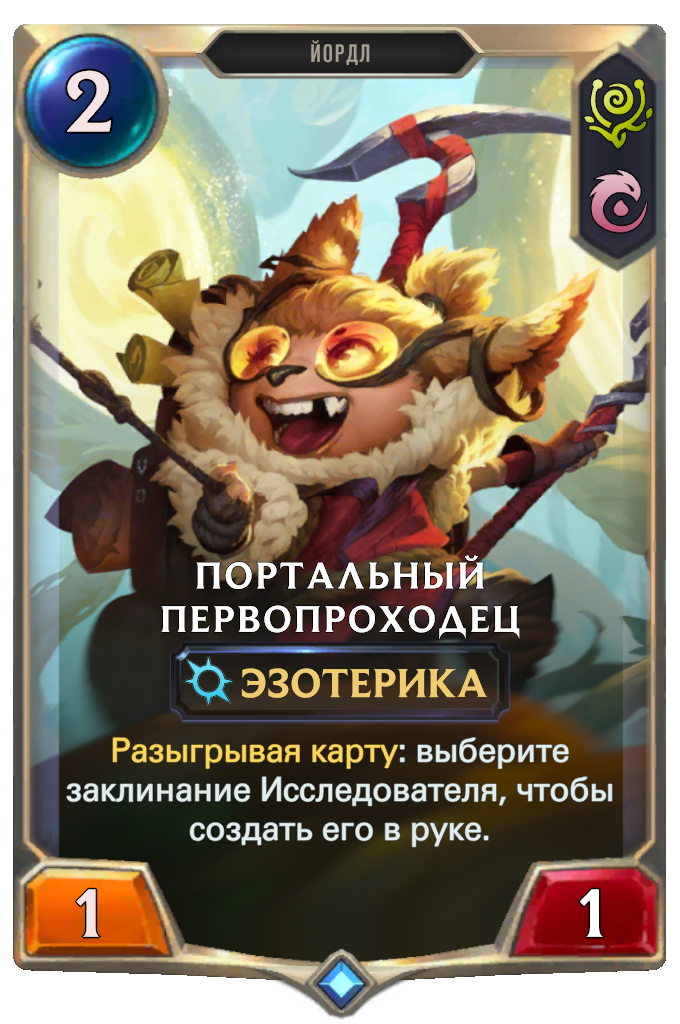 2
ЙОРДЛ
ПОРТАЛЬНЫЙ
ПЕРВОПРОХОДЕЦ
ЭЗОТЕРИКА
Разыгрывая карту: выберите
заклинание Исследователя, чтобы
создать его в руке.
1
1